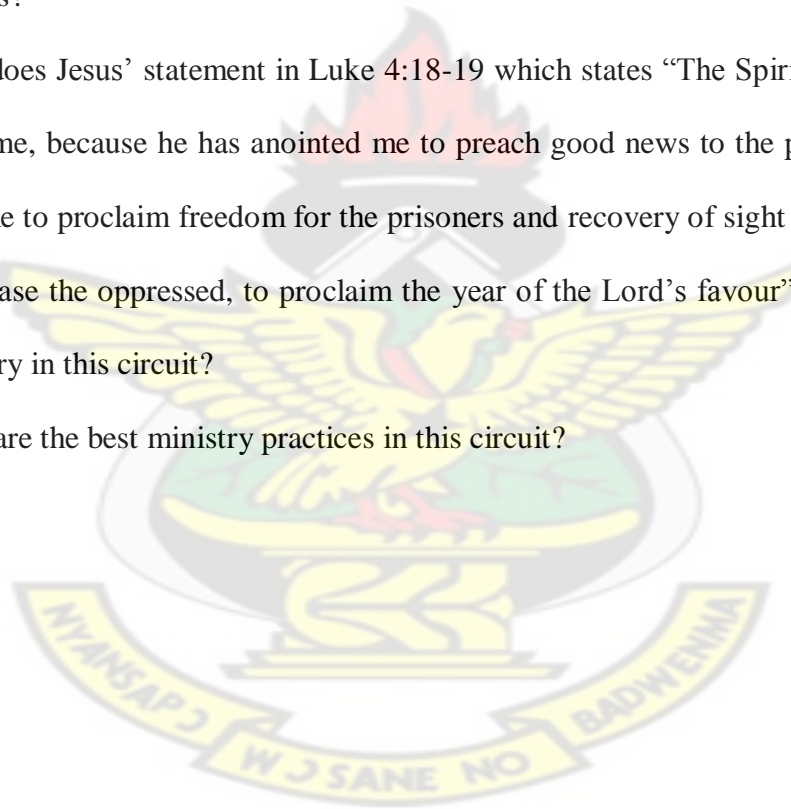 does Jesus’ statement in Luke 4:18-19 which states “The Spiri
me, because he has anointed me to preach good news to the p
e to proclaim freedom for the prisoners and recovery of sight
ase the oppressed, to proclaim the year of the Lord’s favour”
ry in this circuit?
are the best ministry practices in this circuit?
NYANSAPƆ WƆSANE NO BADWENMA